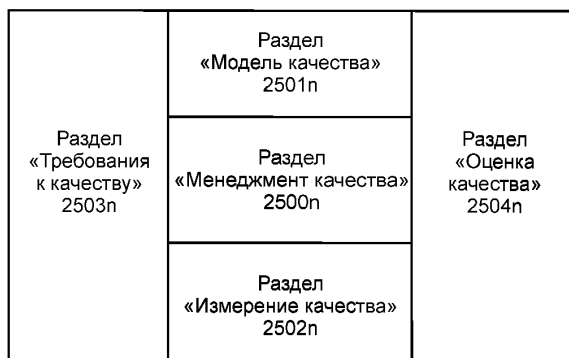 Раздел
«Требования
к качеству»
2503n
Раздел
«Модель качества»
2501n
Раздел
«Менеджмент качества»
2500n
Раздел
«Измерение качества»
2502n
Раздел
«Оценка
качества»
2504n